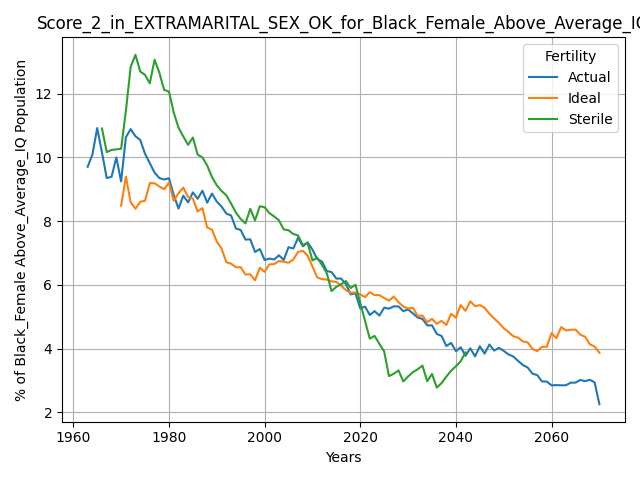 Score_2_in_EXTRAMARITAL_SEX_OK_for_Black_Female_Above_Average_IQ
% of Black_Female Above_Average_IQ Population
12
10
8
6
4
2
Fertility
Actual
Ideal
Sterile
1960
1980
2000
2020
2040
2060
Years